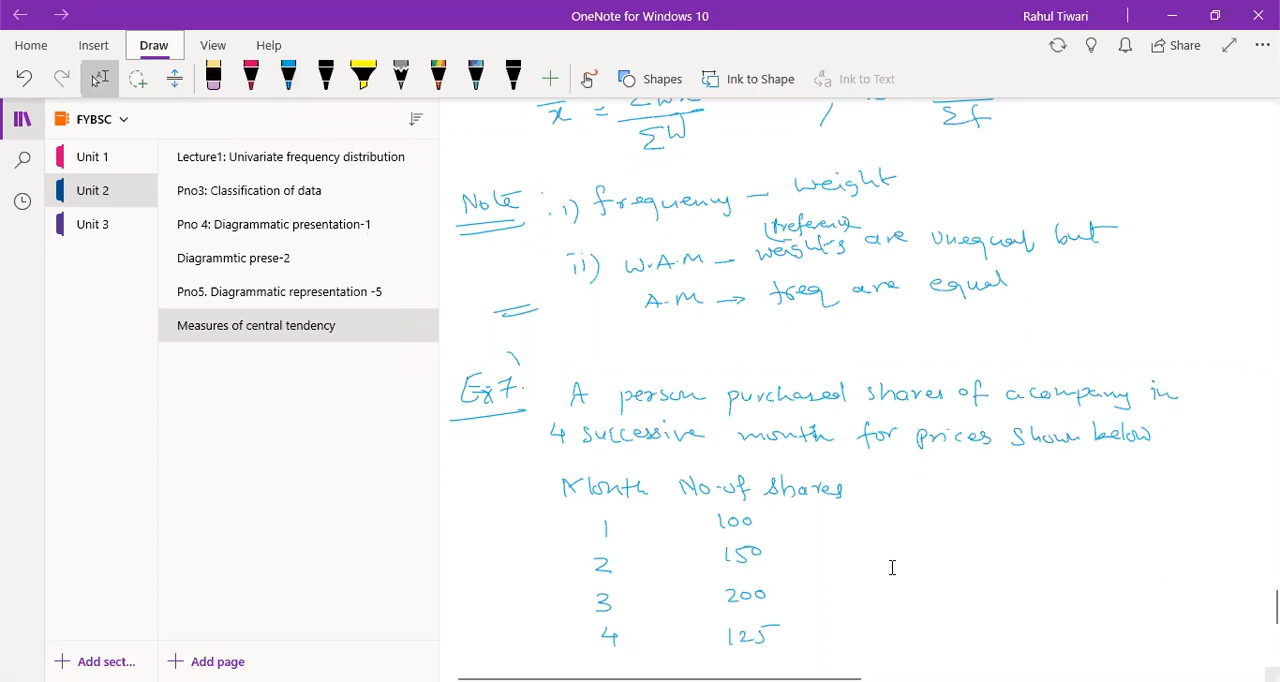 OneNote for Windows 10
Rahul Tiwari
Home Insert Draw View Help
Share
Shapes Ink to Shape Ink to Text
FYBSC
Unit 1
Unit 2
Unit 3
Lecture1: Univariate frequency distribution
Pno3: Classification of data
Pno 4: Diagrammatic presentation-1
Diagrammtic prese-2
Pno5. Diagrammatic representation -5
Measures of central tendency
Add sect...
Add page
x̄ = Σwx / Σw , Σf
Note :. i) frequency – weight
(preference
ii) W.A.M – weights are unequal but
A.M → freq are equal
Ex 7. A person purchased shares of a company in
4 successive month for prices shown below
Month No-of shares
1 100
2 150
3 200
4 125